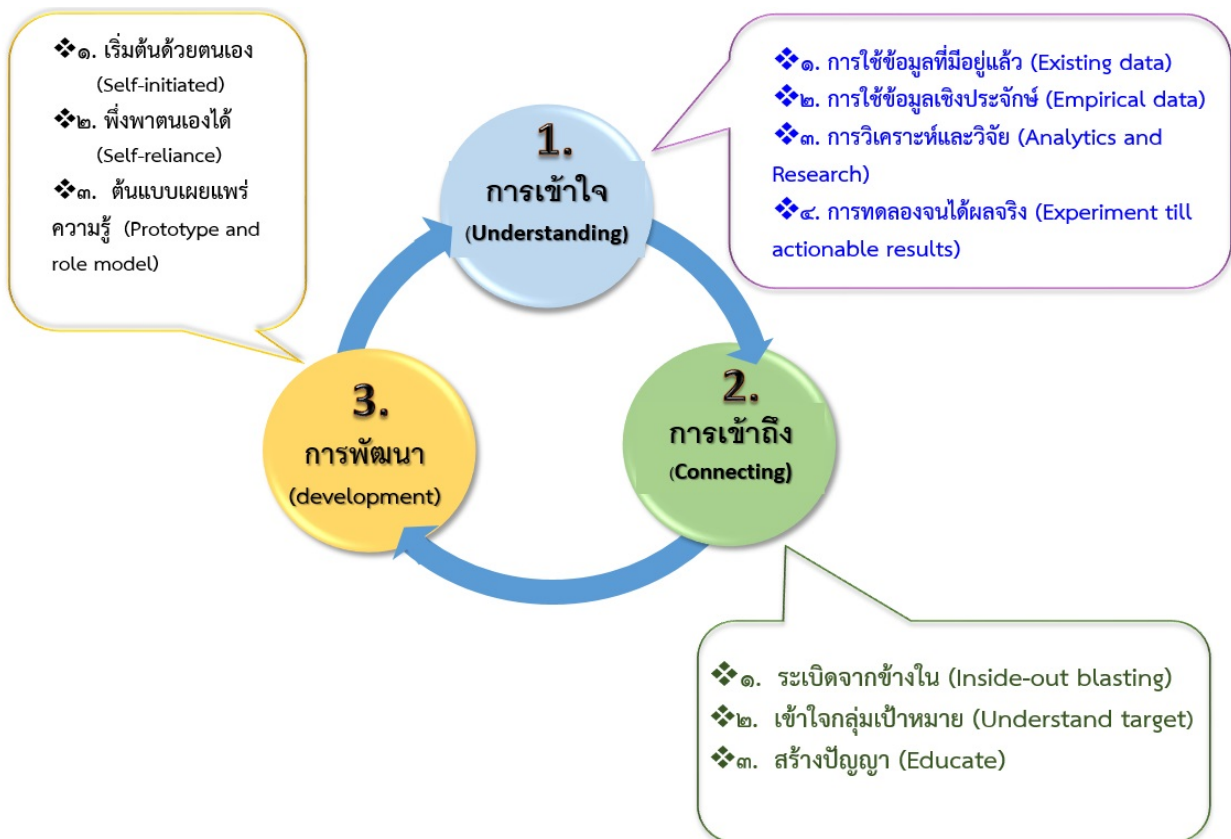 ❖๑. เริ่มต้นด้วยตนเอง
(Self-initiated)
❖๒. พึ่งพาตนเองได้
(Self-reliance)
❖๓. ต้นแบบเผยแพร่
ความรู้ (Prototype and
role model)
❖๑. การใช้ข้อมูลที่มีอยู่แล้ว (Existing data)
❖๒. การใช้ข้อมูลเชิงประจักษ์ (Empirical data)
❖๓. การวิเคราะห์และวิจัย (Analytics and
Research)
❖๔. การทดลองจนได้ผลจริง (Experiment till
actionable results)
1.
การเข้าใจ
(Understanding)
2.
การเข้าถึง
(Connecting)
3.
การพัฒนา
(development)
❖๑. ระเบิดจากข้างใน (Inside-out blasting)
❖๒. เข้าใจกลุ่มเป้าหมาย (Understand target)
❖๓. สร้างปัญญา (Educate)